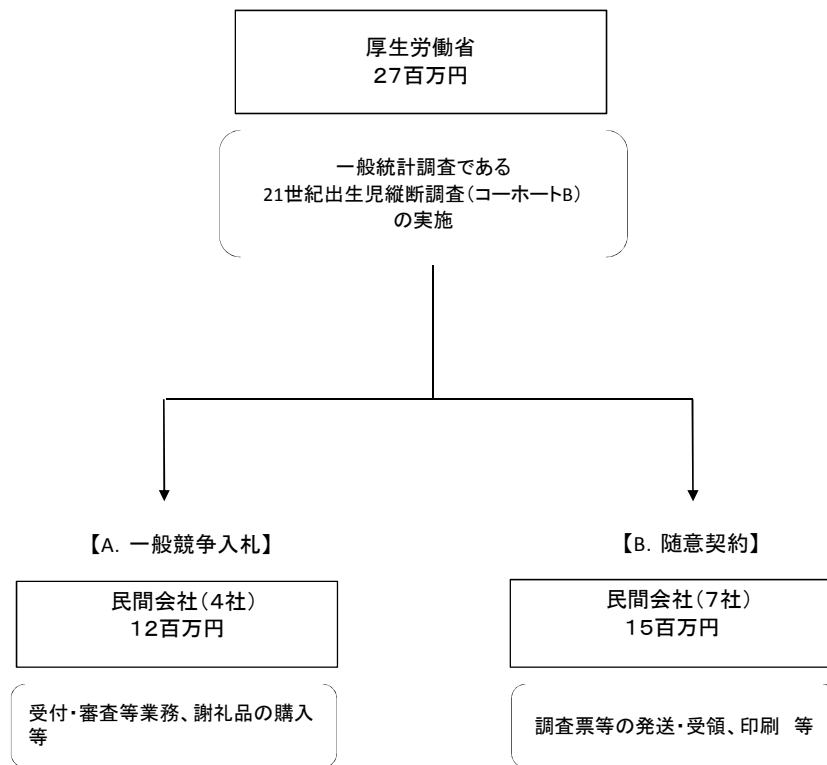 厚生労働省
２７百万円
一般統計調査である
21世紀出生児縦断調査（コーホートB）
の実施
【A．一般競争入札】
民間会社（４社）
１２百万円
受付・審査等業務、謝礼品の購入
等
【B．随意契約】
民間会社（７社）
１５百万円
調査票等の発送・受領、印刷　等